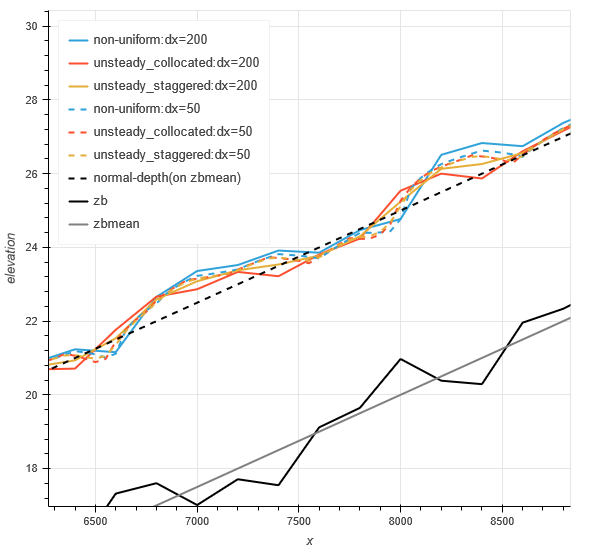 30
28
26
24
22
20
18
elevation
non-uniform:dx=200
unsteady_collocated:dx=200
unsteady_staggered:dx=200
non-uniform:dx=50
unsteady_collocated:dx=50
unsteady_staggered:dx=50
normal-depth(on zbmean)
zb
zbmean
6500 7000 7500 8000 8500
x